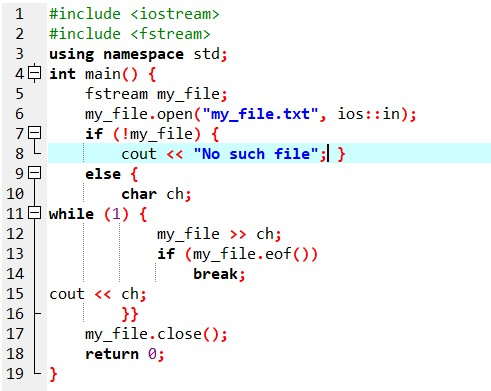 1 #include <iostream>
2 #include <fstream>
3 using namespace std;
4 int main() {
5 fstream my_file;
6 my_file.open("my_file.txt", ios::in);
7 if (!my_file) {
8 cout << "No such file"; }
9 else {
10 char ch;
11 while (1) {
12 my_file >> ch;
13 if (my_file.eof())
14 break;
15 cout << ch;
16 }}
17 my_file.close();
18 return 0;
19 }